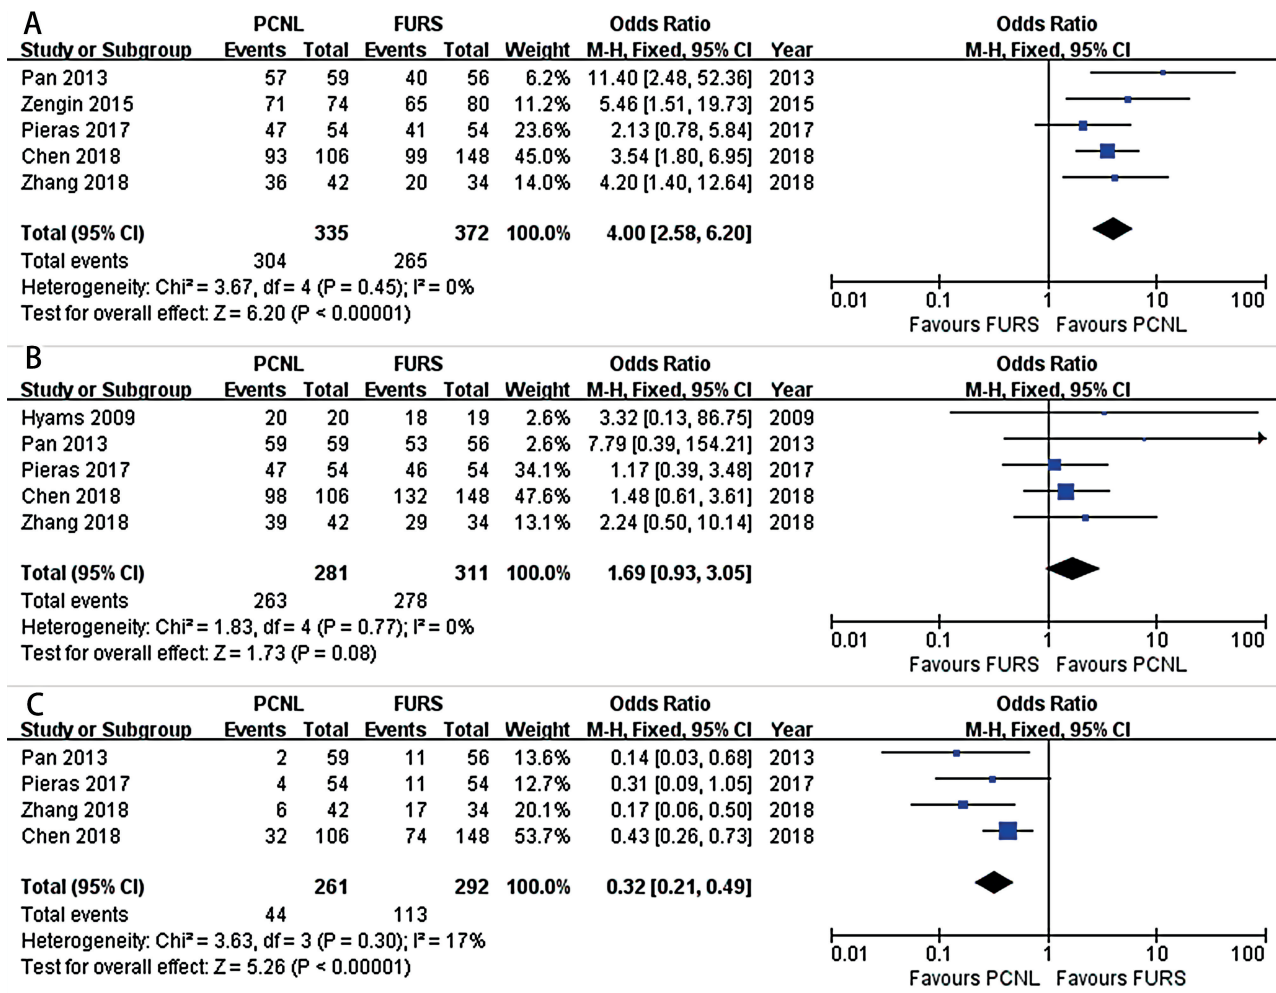 A
PCNL FURS Odds Ratio Odds Ratio
Study or Subgroup Events Total Events Total Weight M-H, Fixed, 95% CI Year M-H, Fixed, 95% CI
Pan 2013 57 59 40 56 6.2% 11.40 [2.48, 52.36] 2013
Zengin 2015 71 74 65 80 11.2% 5.46 [1.51, 19.73] 2015
Pieras 2017 47 54 41 54 23.6% 2.13 [0.78, 5.84] 2017
Chen 2018 93 106 99 148 45.0% 3.54 [1.80, 6.95] 2018
Zhang 2018 36 42 20 34 14.0% 4.20 [1.40, 12.64] 2018
Total (95% CI) 335 372 100.0% 4.00 [2.58, 6.20]
Total events 304 265
Heterogeneity: Chi² = 3.67, df = 4 (P = 0.45); I² = 0%
Test for overall effect: Z = 6.20 (P < 0.00001)
0.01 0.1 1 10 100
Favours FURS Favours PCNL
B
PCNL FURS Odds Ratio Odds Ratio
Study or Subgroup Events Total Events Total Weight M-H, Fixed, 95% CI Year M-H, Fixed, 95% CI
Hyams 2009 20 20 18 19 2.6% 3.32 [0.13, 86.75] 2009
Pan 2013 59 59 53 56 2.6% 7.79 [0.39, 154.21] 2013
Pieras 2017 47 54 46 54 34.1% 1.17 [0.39, 3.48] 2017
Chen 2018 98 106 132 148 47.6% 1.48 [0.61, 3.61] 2018
Zhang 2018 39 42 29 34 13.1% 2.24 [0.50, 10.14] 2018
Total (95% CI) 281 311 100.0% 1.69 [0.93, 3.05]
Total events 263 278
Heterogeneity: Chi² = 1.83, df = 4 (P = 0.77); I² = 0%
Test for overall effect: Z = 1.73 (P = 0.08)
0.01 0.1 1 10 100
Favours FURS Favours PCNL
C
PCNL FURS Odds Ratio Odds Ratio
Study or Subgroup Events Total Events Total Weight M-H, Fixed, 95% CI Year M-H, Fixed, 95% CI
Pan 2013 2 59 11 56 13.6% 0.14 [0.03, 0.68] 2013
Pieras 2017 4 54 11 54 12.7% 0.31 [0.09, 1.05] 2017
Zhang 2018 6 42 17 34 20.1% 0.17 [0.06, 0.50] 2018
Chen 2018 32 106 74 148 53.7% 0.43 [0.26, 0.73] 2018
Total (95% CI) 261 292 100.0% 0.32 [0.21, 0.49]
Total events 44 113
Heterogeneity: Chi² = 3.63, df = 3 (P = 0.30); I² = 17%
Test for overall effect: Z = 5.26 (P < 0.00001)
0.01 0.1 1 10 100
Favours PCNL Favours FURS